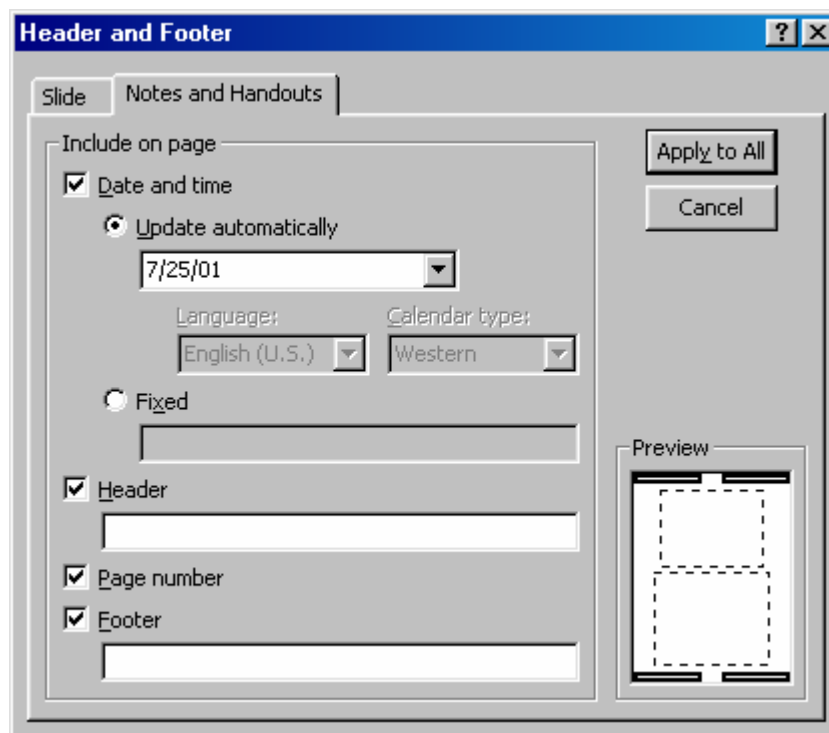 Header and Footer
Slide
Notes and Handouts
Include on page
Date and time
Update automatically
7/25/01
Language:
Calendar type:
English (U.S.)
Western
Fixed
Header
Page number
Footer
Apply to All
Cancel
Preview